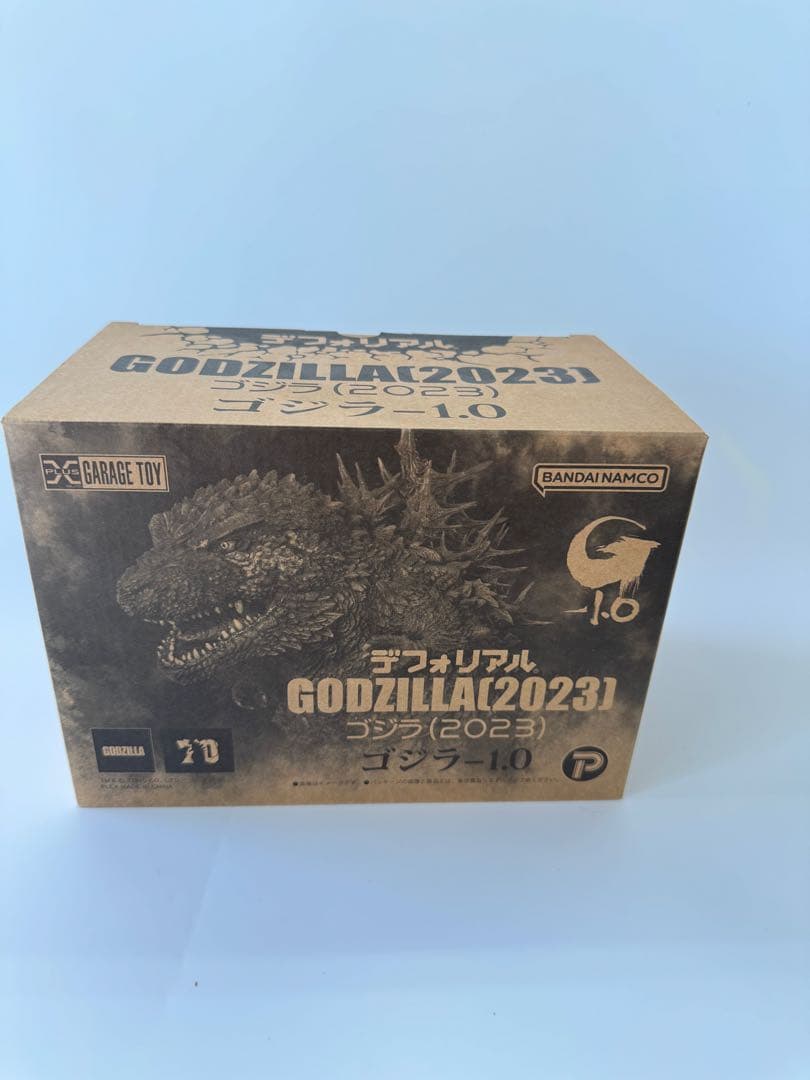 デフォリアル
GODZILLA(2023)
ゴジラ(2023)
ゴジラ-1.0
X
PLUS
GARAGE TOY
BANDAI NAMCO
G
-1.0
デフォリアル
GODZILLA(2023)
ゴジラ(2023)
ゴジラ-1.0
GODZILLA
70
P